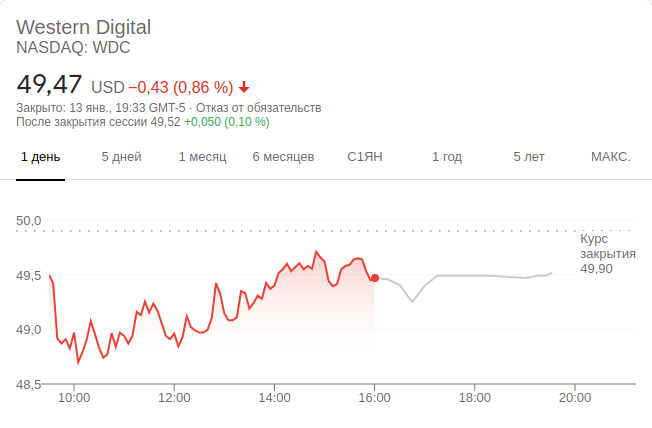 Western Digital
NASDAQ: WDC
49,47 USD −0,43 (0,86 %)
Закрыто: 13 янв., 19:33 GMT-5 · Отказ от обязательств
После закрытия сессии 49,52 +0,050 (0,10 %)
1 день 5 дней 1 месяц 6 месяцев С1ЯН 1 год 5 лет МАКС.
50,0
Курс
закрытия
49,90
49,5
49,0
48,5
10:00 12:00 14:00 16:00 18:00 20:00